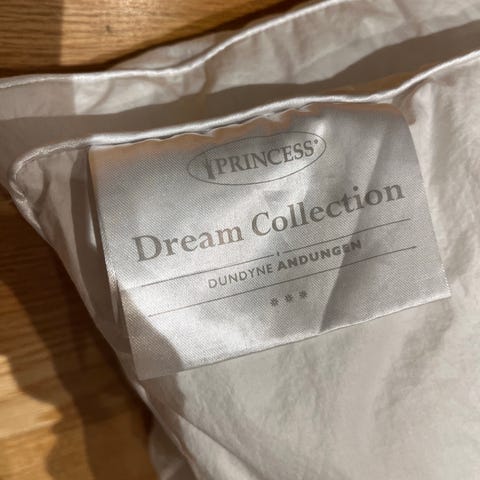 PRINCESS®
Dream Collection
DUNDYNE ANDUNGEN
***